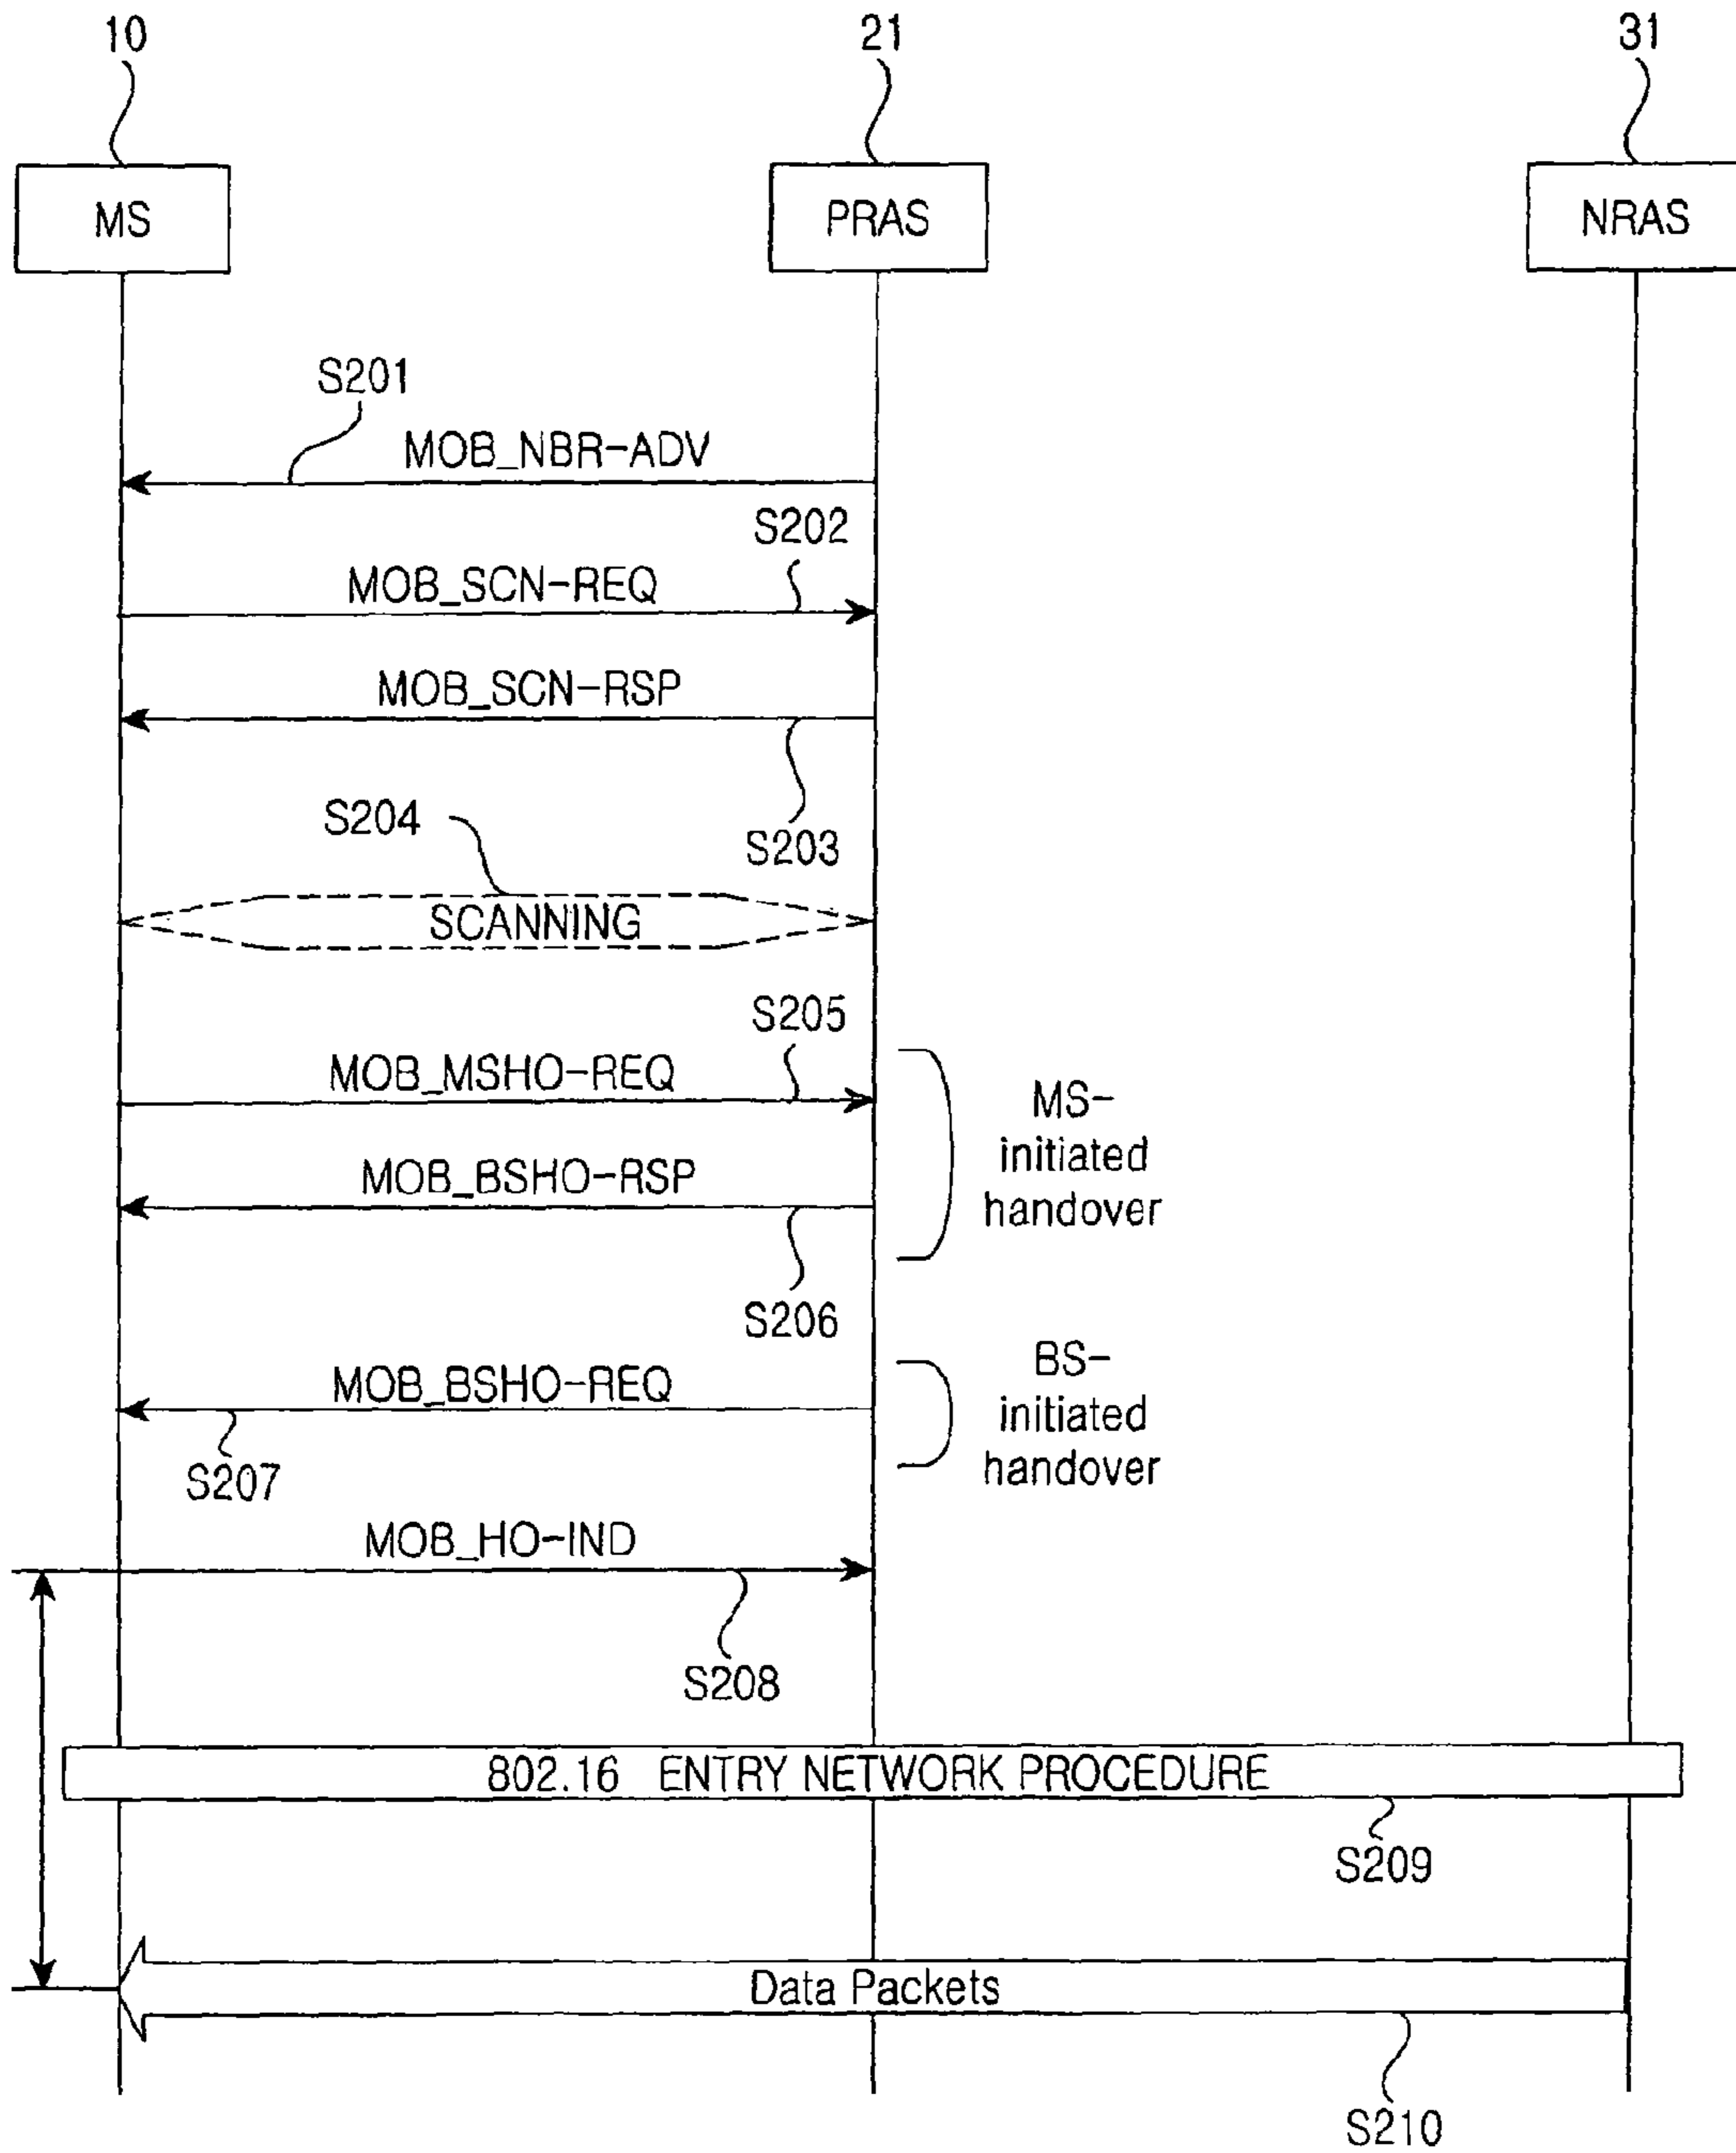 10
21
31
MS
PRAS
NRAS
S201
MOB_NBR-ADV
S202
MOB_SCN-REQ
MOB_SCN-RSP
S203
S204
SCANNING
S205
MOB_MSHO-REQ
MS-
initiated
handover
MOB_BSHO-RSP
S206
MOB_BSHO-REQ
BS-
initiated
handover
S207
MOB_HO-IND
S208
802.16 ENTRY NETWORK PROCEDURE
S209
Data Packets
S210